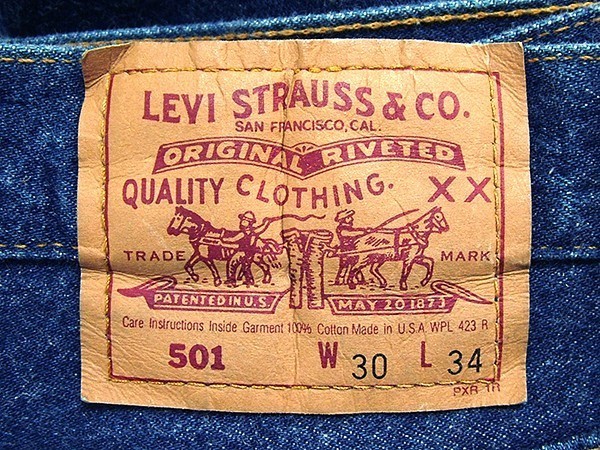 LEVI STRAUSS & CO.
SAN FRANCISCO, CAL.
ORIGINAL RIVETED
QUALITY CLOTHING. XX
TRADE MARK
PATENTED IN U.S. MAY 20 1873
Care Instructions Inside Garment 100% Cotton Made in U.S.A. WPL 423 R
501 W 30 L 34
PXR